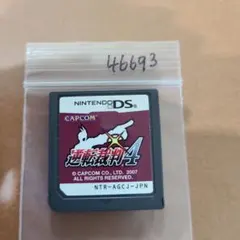 46693
NINTENDO DS
CAPCOM
逆転裁判4
© CAPCOM CO., LTD. 2007
ALL RIGHTS RESERVED.
NTR-AGCJ-JPN